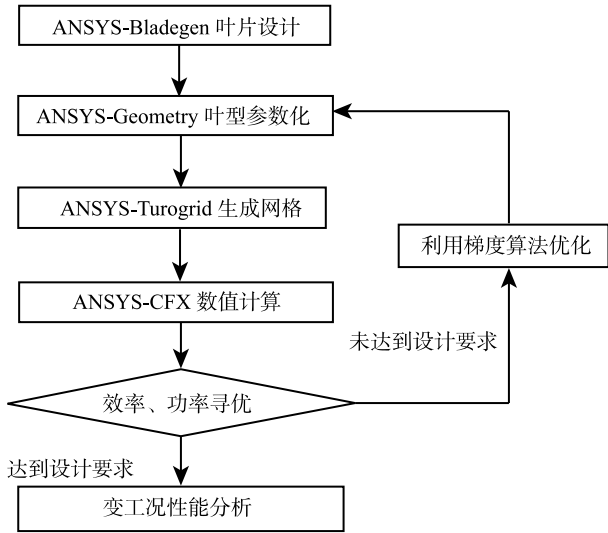 ANSYS-Bladegen 叶片设计
ANSYS-Geometry 叶型参数化
ANSYS-Turogrid 生成网格
利用梯度算法优化
ANSYS-CFX 数值计算
未达到设计要求
效率、功率寻优
达到设计要求
变工况性能分析